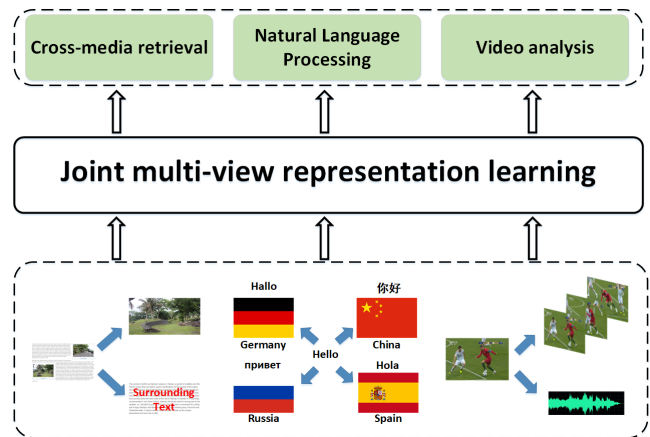 Cross-media retrieval
Natural Language
Processing
Video analysis
Joint multi-view representation learning
Hallo
你好
Germany
China
Hello
привет
Hola
Surrounding
Text
Russia
Spain